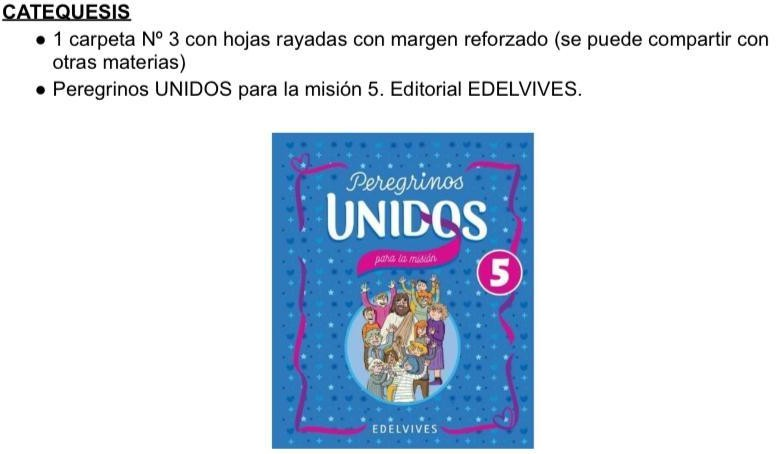 CATEQUESIS
● 1 carpeta Nº 3 con hojas rayadas con margen reforzado (se puede compartir con
otras materias)
● Peregrinos UNIDOS para la misión 5. Editorial EDELVIVES.
Peregrinos
UNIDOS
para la misión
5
EDELVIVES